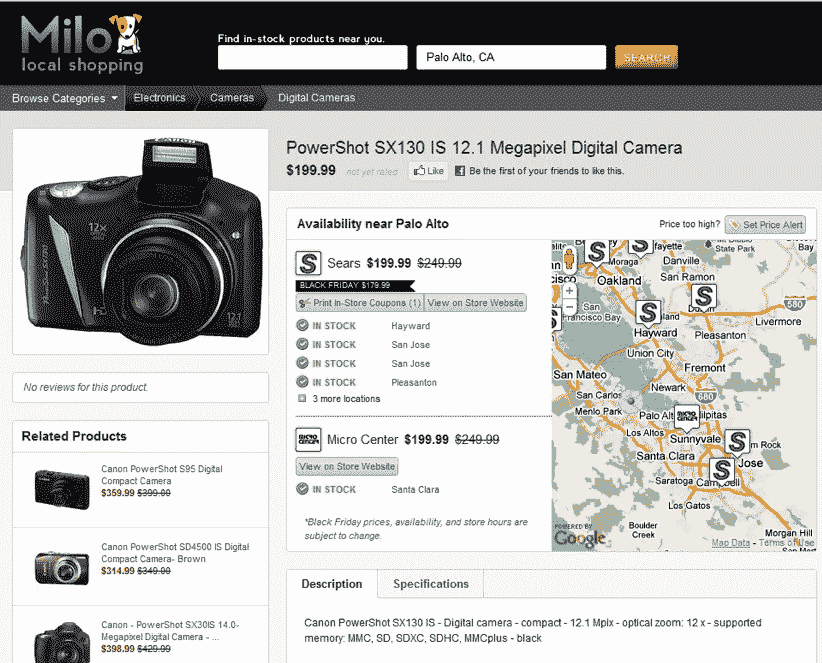 Milo
local shopping
Find in-stock products near you.
Palo Alto, CA
SEARCH
Browse Categories
Electronics
Cameras
Digital Cameras
PowerShot SX130 IS 12.1 Megapixel Digital Camera
$199.99 not yet rated Like Be the first of your friends to like this.
12x
HD
12.1
No reviews for this product.
Related Products
Canon PowerShot S95 Digital
Compact Camera
$359.99 $399.00
Canon PowerShot SD4500 IS Digital
Compact Camera- Brown
$314.99 $349.00
Canon - PowerShot SX30IS 14.0-
Megapixel Digital Camera - ...
$398.99 $429.99
Availability near Palo Alto
Price too high? Set Price Alert
S Sears $199.99 $249.99
BLACK FRIDAY $179.99
Print In-Store Coupons (1) View on Store Website
IN STOCK Hayward
IN STOCK San Jose
IN STOCK San Jose
IN STOCK Pleasanton
3 more locations
MICRO CENTER Micro Center $199.99 $249.99
View on Store Website
IN STOCK Santa Clara
*Black Friday prices, availability, and store hours are
subject to change.
State Park
Bay
Moraga
Danville
Oakland
San Ramon
580
San
Francisco Bay
Hayward
Livermore
Pleasanton
Union City
San Mateo
Fremont
Newark
San Carlos
680
Menlo Park
Palo Alt
Milpitas
Los Altos
Sunnyvale
Santa Clara
Jose
Saratoga
Campbell
Los Gatos
Boulder
Creek
Morgan Hill
POWERED BY
Google
Map Data - Terms of Use
Description
Specifications
Canon PowerShot SX130 IS - Digital camera - compact - 12.1 Mpix - optical zoom: 12 x - supported
memory: MMC, SD, SDXC, SDHC, MMCplus - black